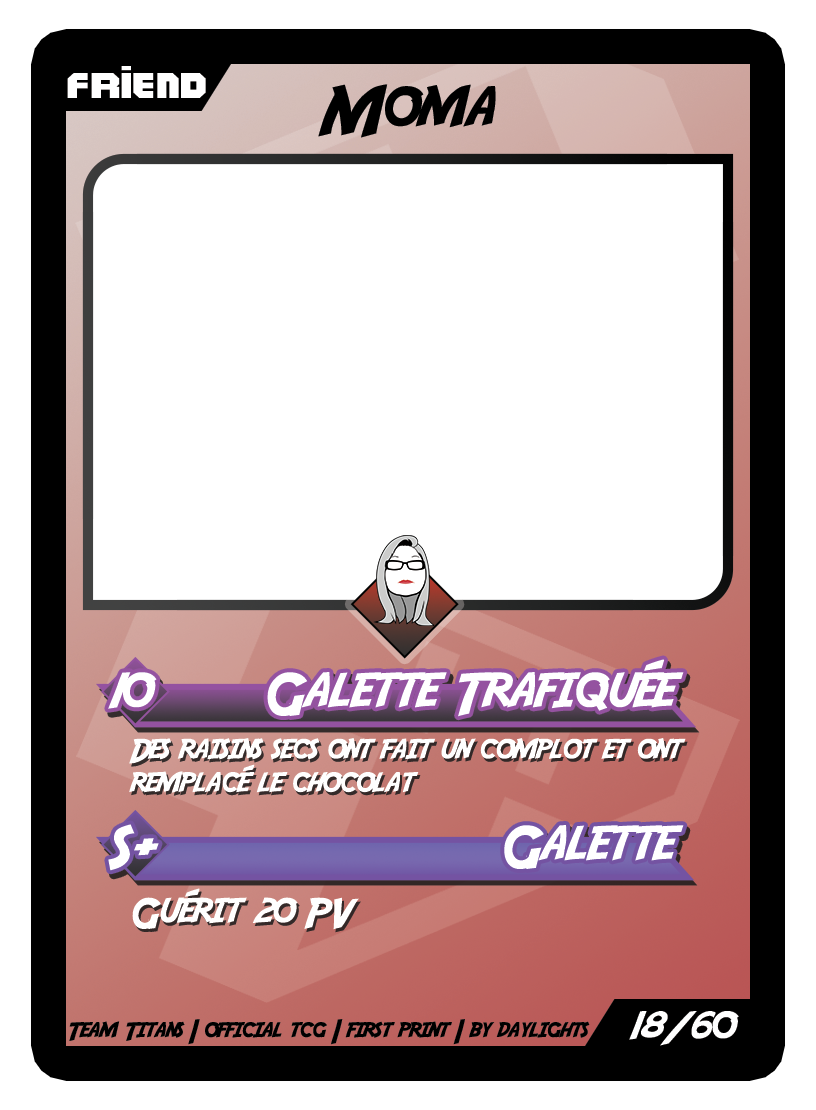 FRIEND
Moma
10
Galette Trafiquée
Des raisins secs ont fait un complot et ont
remplacé le chocolat
S+
Galette
Guérit 20 PV
Team Titans | official tcg | first print | by daylights
18/60